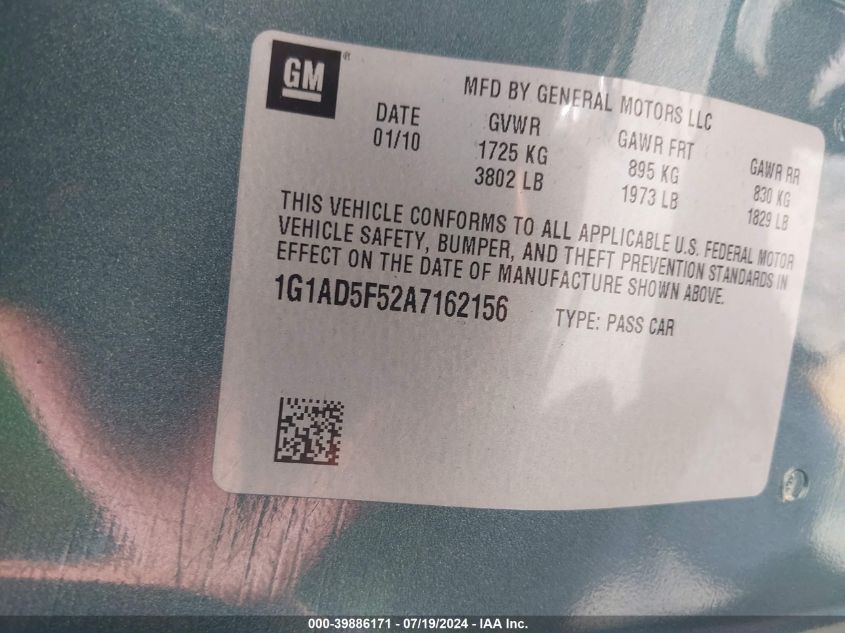 GM®
MFD BY GENERAL MOTORS LLC
DATE GVWR GAWR FRT GAWR RR
01/10 1725 KG 895 KG 830 KG
3802 LB 1973 LB 1829 LB
THIS VEHICLE CONFORMS TO ALL APPLICABLE U.S. FEDERAL MOTOR
VEHICLE SAFETY, BUMPER, AND THEFT PREVENTION STANDARDS IN
EFFECT ON THE DATE OF MANUFACTURE SHOWN ABOVE.
1G1AD5F52A7162156 TYPE: PASS CAR
000-39886171 - 07/19/2024 - IAA Inc.